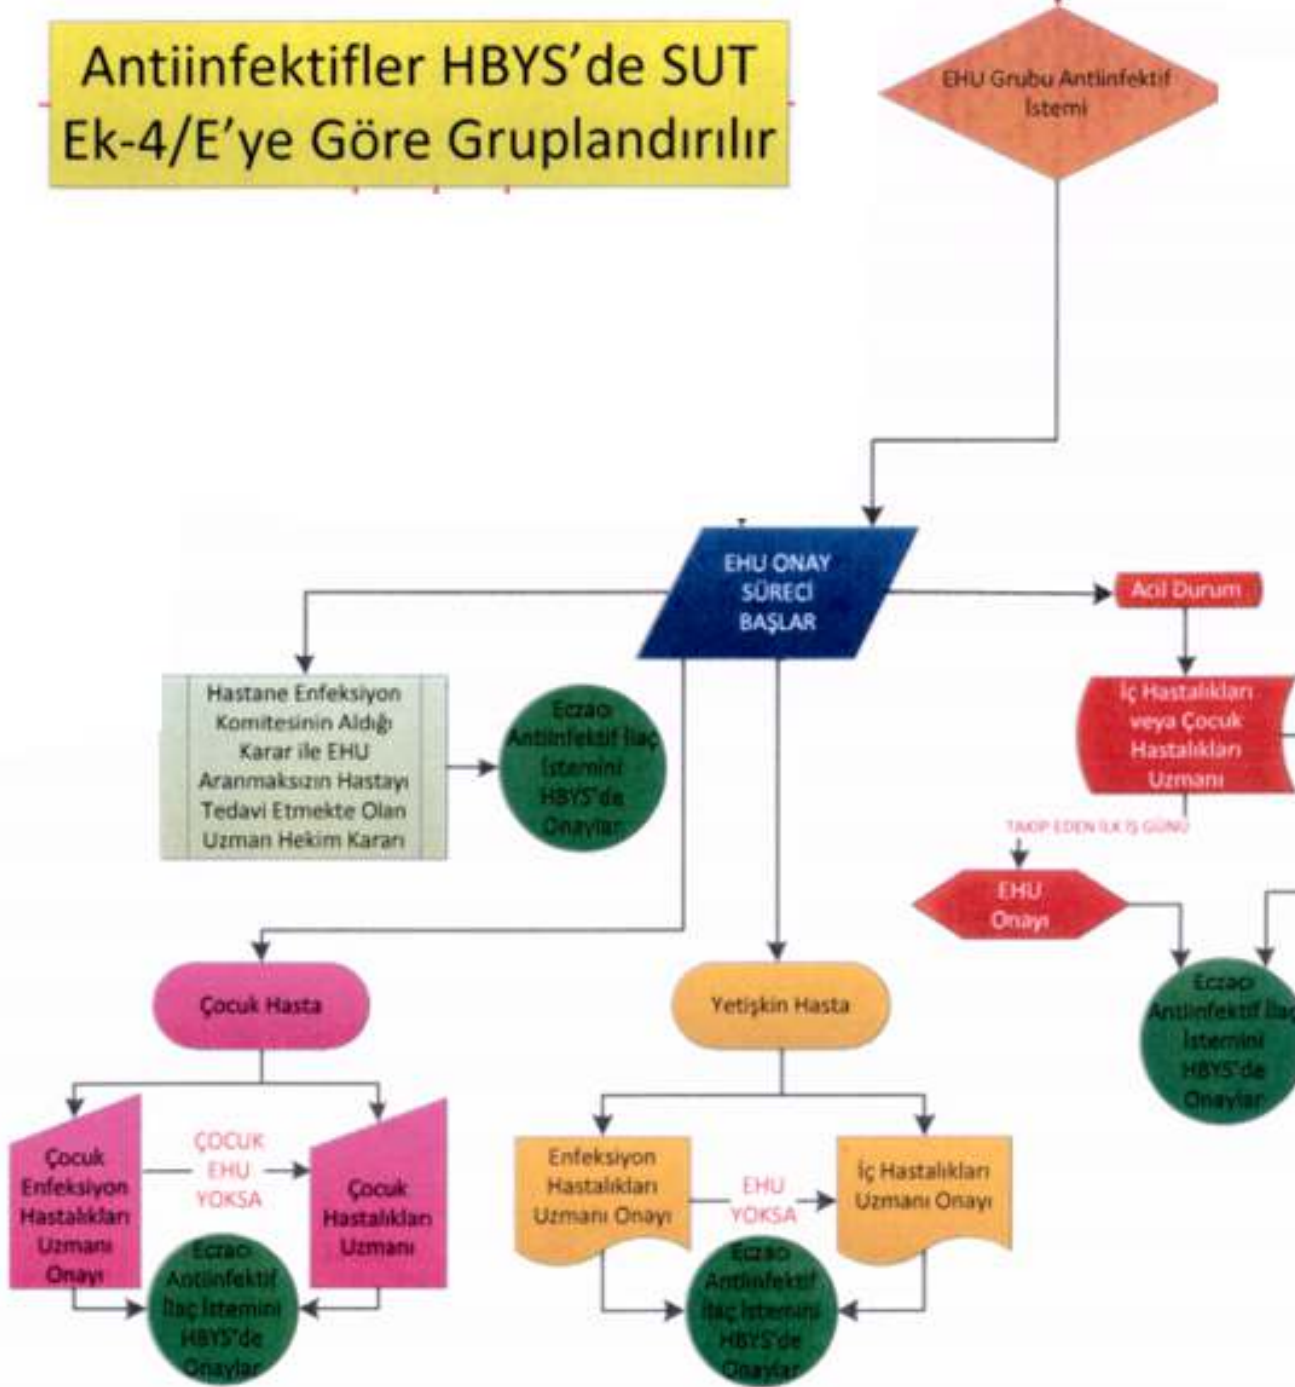 Antiinfektifler HBYS’de SUT
Ek-4/E’ye Göre Gruplandırılır
EHU Grubu Antiinfektif
İstemi
EHU ONAY
SÜRECİ
BAŞLAR
Acil Durum
Hastane Enfeksiyon
Komitesinin Aldığı
Karar ile EHU
Aranmaksızın Hastayı
Tedavi Etmekte Olan
Uzman Hekim Kararı
Eczacı
Antiinfektif İlaç
İstemini
HBYS'de
Onaylar
İç Hastalıkları
veya Çocuk
Hastalıkları
Uzmanı
TAKİP EDEN İLK İŞ GÜNÜ
EHU
Onayı
Eczacı
Antiinfektif İlaç
İstemini
HBYS'de
Onaylar
Çocuk Hasta
Yetişkin Hasta
Çocuk
Enfeksiyon
Hastalıkları
Uzmanı
Onayı
ÇOCUK
EHU
YOKSA
Çocuk
Hastalıkları
Uzmanı
Eczacı
Antiinfektif
İlaç İstemini
HBYS'de
Onaylar
Enfeksiyon
Hastalıkları
Uzmanı Onayı
EHU
YOKSA
İç Hastalıkları
Uzmanı Onayı
Eczacı
Antiinfektif
İlaç İstemini
HBYS'de
Onaylar